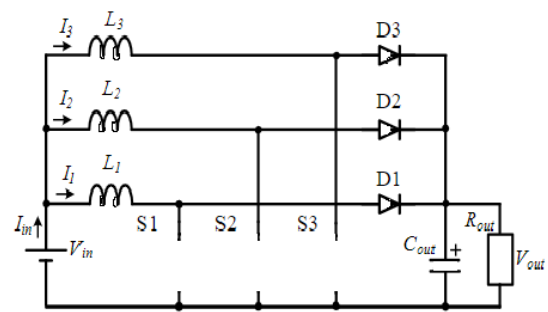 I3 L3 D3
I2 L2 D2
I1 L1 D1
Iin Vin S1 S2 S3 Cout + Rout Vout